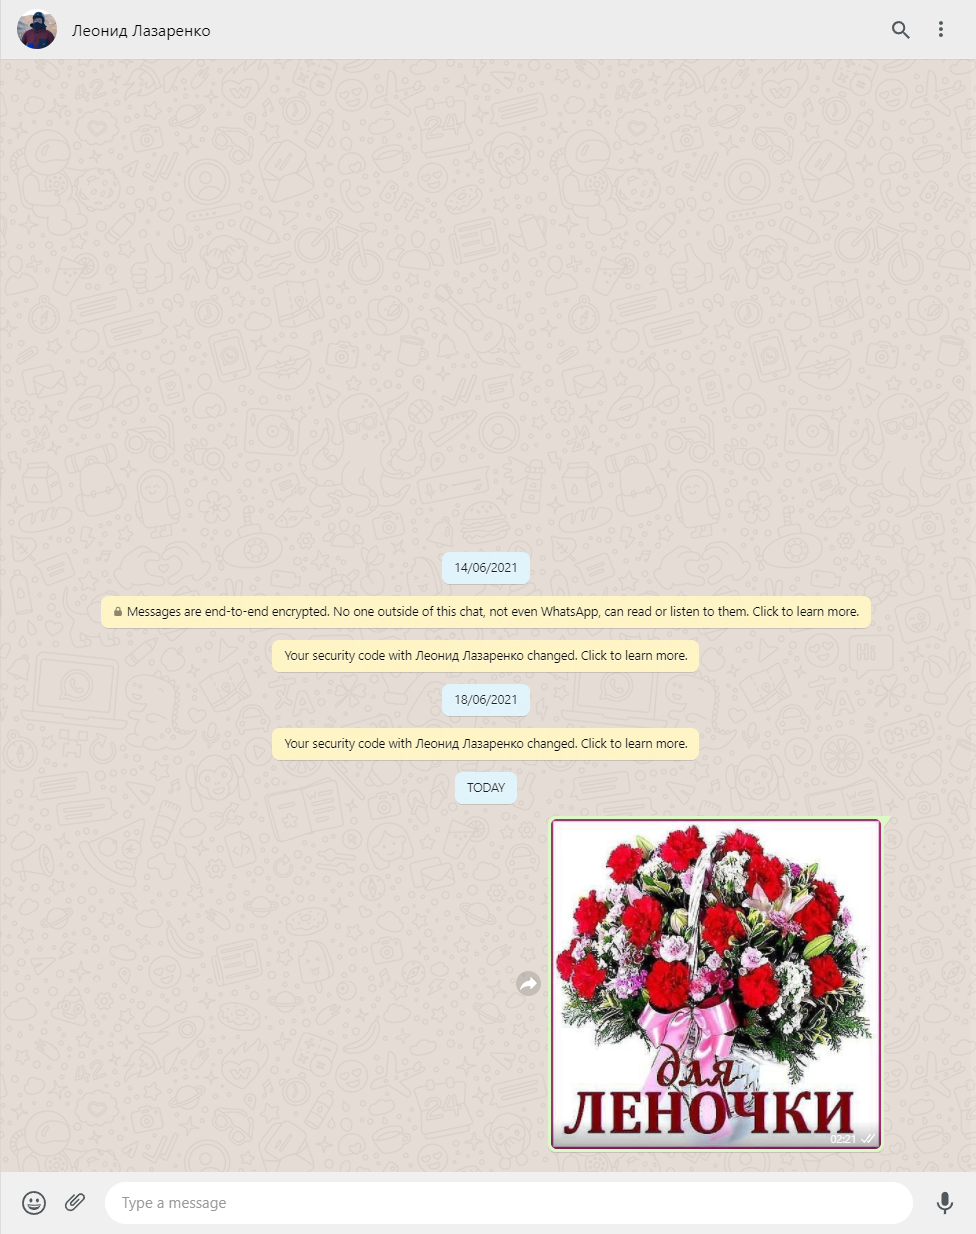 Леонид Лазаренко
14/06/2021
Messages are end-to-end encrypted. No one outside of this chat, not even WhatsApp, can read or listen to them. Click to learn more.
Your security code with Леонид Лазаренко changed. Click to learn more.
18/06/2021
Your security code with Леонид Лазаренко changed. Click to learn more.
TODAY
для
ЛЕНОЧКИ
02:21
Type a message